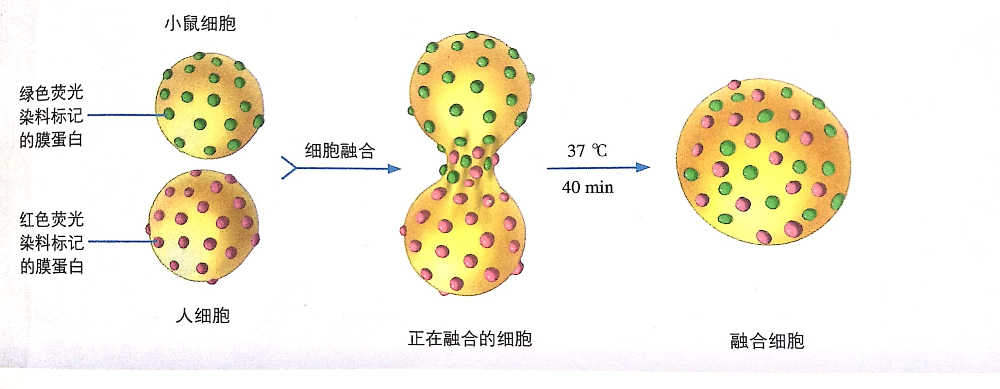 小鼠细胞
绿色荧光
染料标记
的膜蛋白
红色荧光
染料标记
的膜蛋白
人细胞
细胞融合
正在融合的细胞
37 ℃
40 min
融合细胞